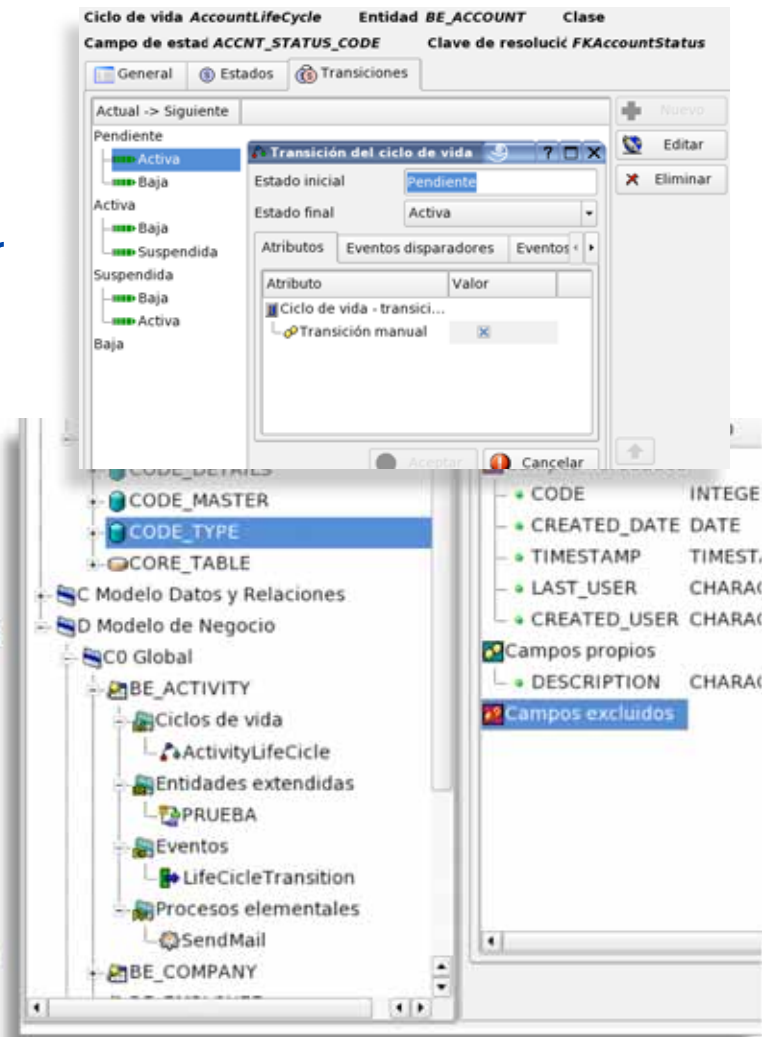 Ciclo de vida AccountLifeCycle Entidad BE_ACCOUNT Clase
Campo de estad ACCNT_STATUS_CODE Clave de resolució FKAccountStatus
General Estados Transiciones
Actual -> Siguiente
Pendiente
Activa
Baja
Activa
Baja
Suspendida
Suspendida
Baja
Activa
Baja
Nuevo
Editar
Eliminar
Transición del ciclo de vida
Estado inicial Pendiente
Estado final Activa
Atributos Eventos disparadores Eventos
Atributo Valor
Ciclo de vida - transici...
Transición manual
Aceptar Cancelar
CODE_MASTER
CODE_TYPE
CORE_TABLE
C Modelo Datos y Relaciones
D Modelo de Negocio
C0 Global
BE_ACTIVITY
Ciclos de vida
ActivityLifeCicle
Entidades extendidas
PRUEBA
Eventos
LifeCicleTransition
Procesos elementales
SendMail
BE_COMPANY
CODE INTEGE
CREATED_DATE DATE
TIMESTAMP TIMEST
LAST_USER CHARAC
CREATED_USER CHARAC
Campos propios
DESCRIPTION CHARAC
Campos excluidos